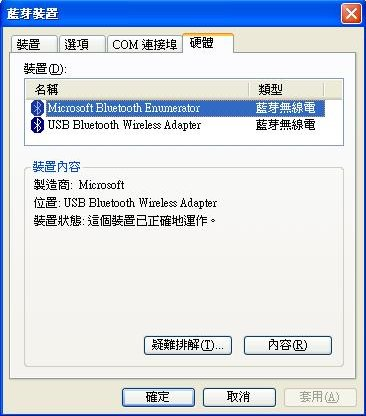 藍芽裝置
裝置 選項 COM 連接埠 硬體
裝置(D):
名稱 類型
Microsoft Bluetooth Enumerator 藍芽無線電
USB Bluetooth Wireless Adapter 藍芽無線電
裝置內容
製造商: Microsoft
位置: USB Bluetooth Wireless Adapter
裝置狀態: 這個裝置已正確地運作。
疑難排解(T)... 內容(R)
確定 取消 套用(A)